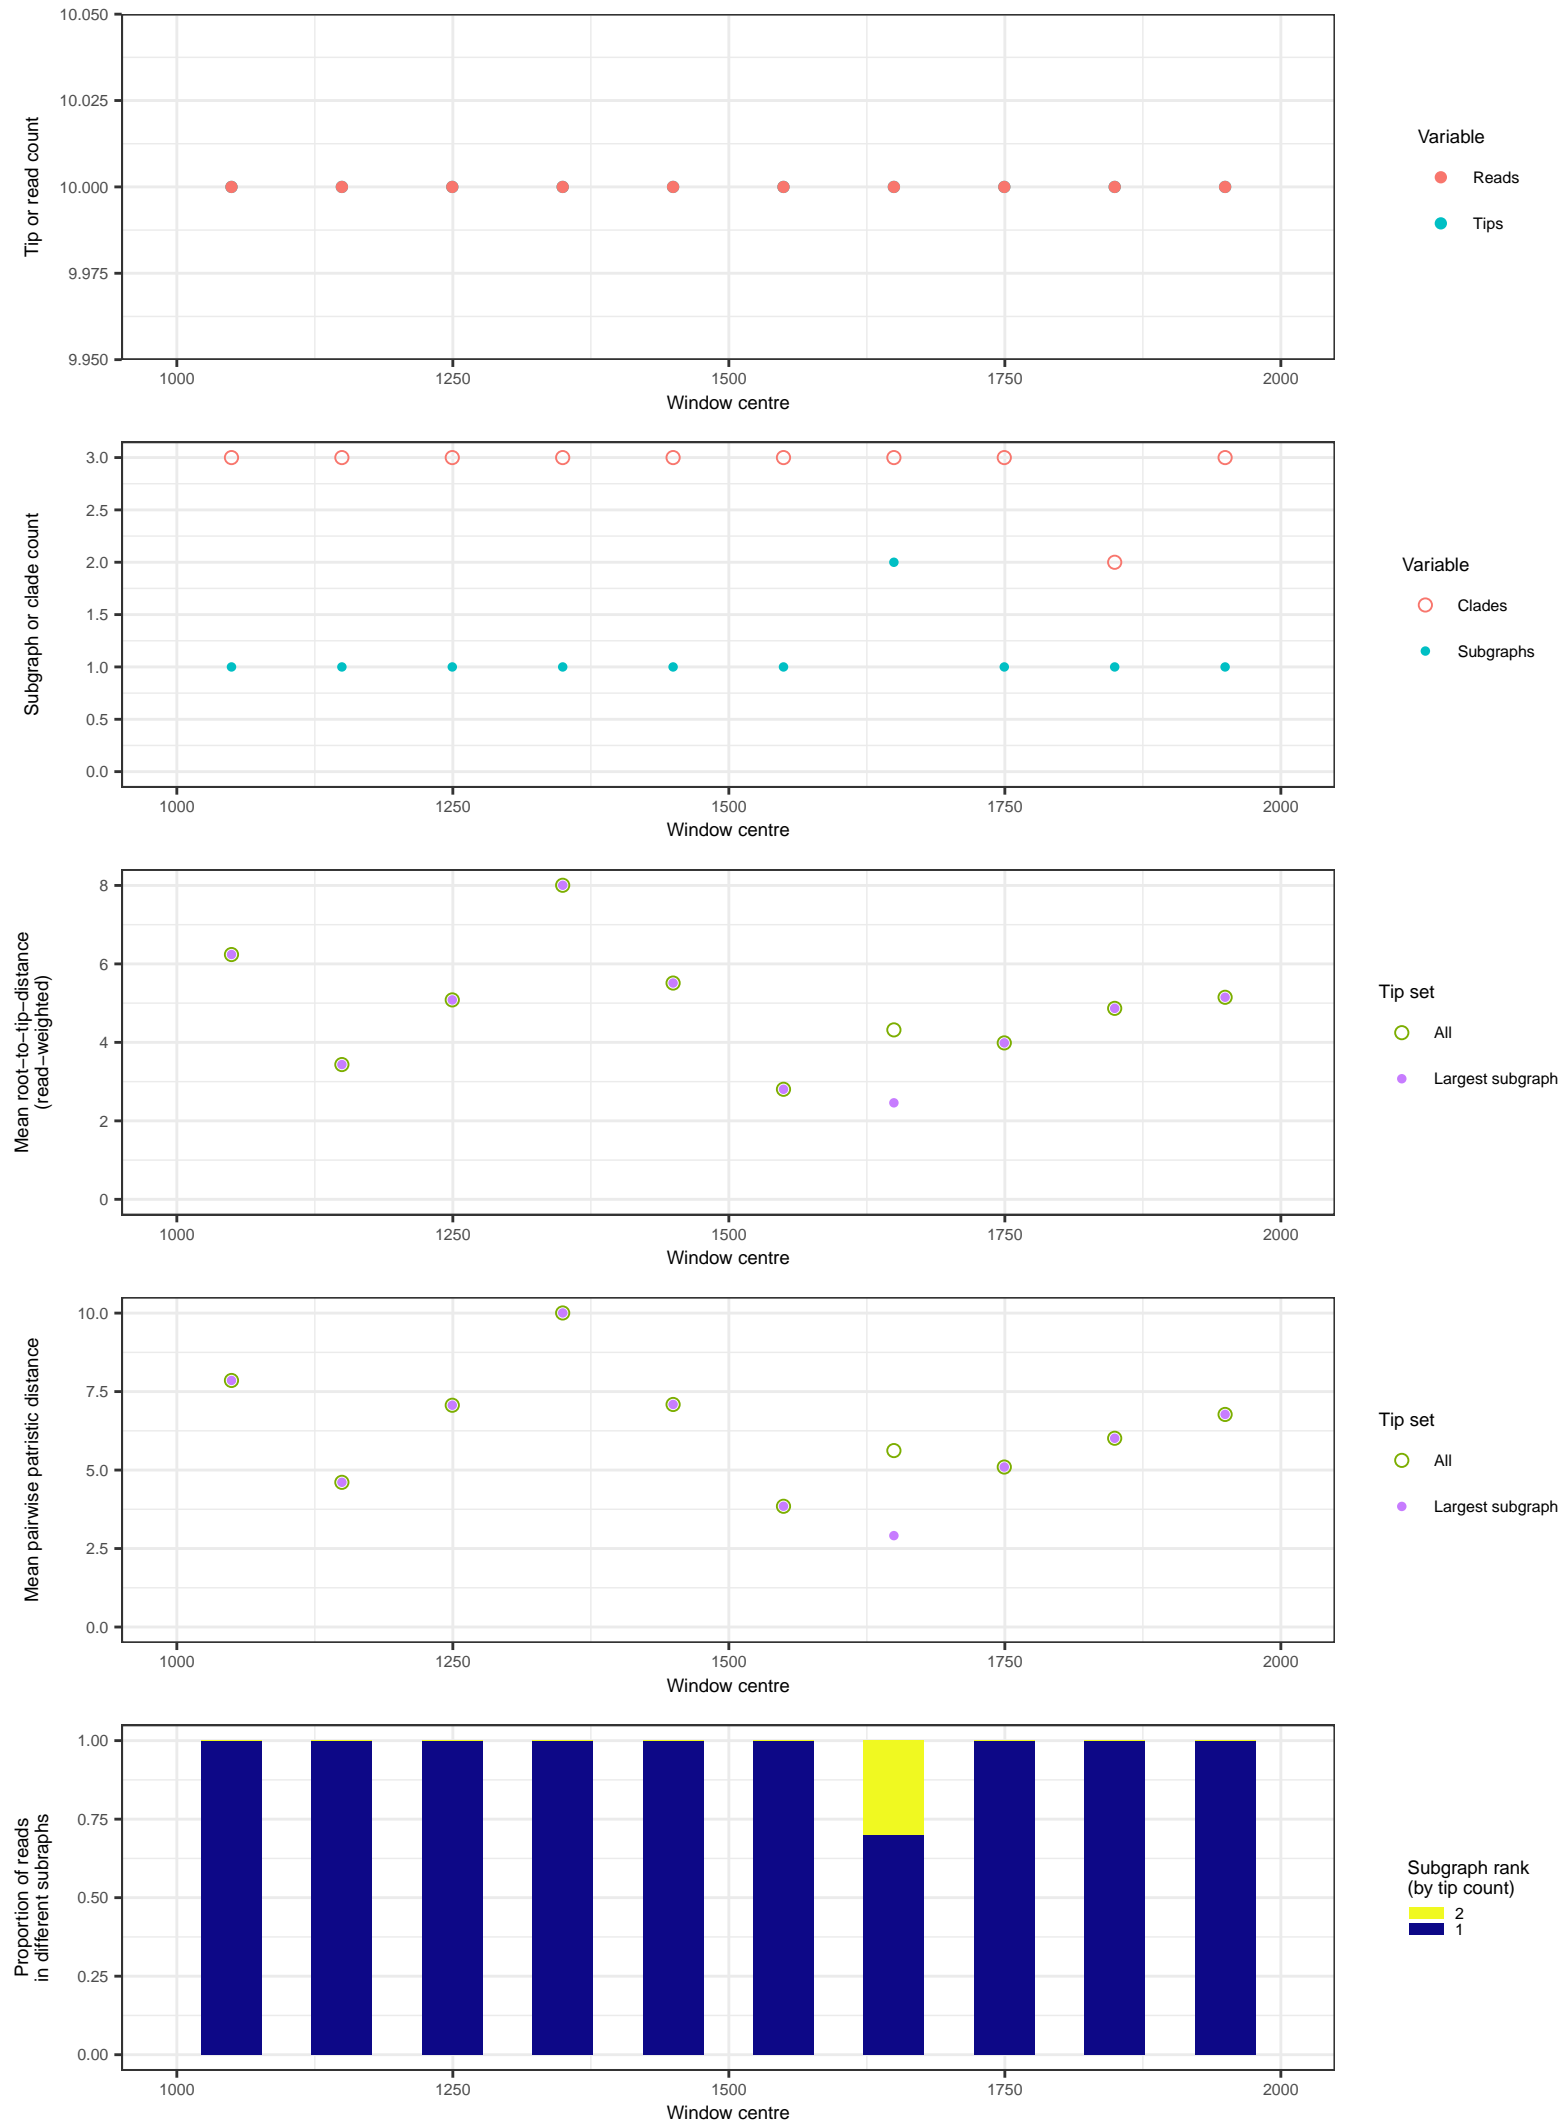 10.050
10.025
10.000
9.975
9.950
Tip or read count
1000 1250 1500 1750 2000
Window centre
Variable
Reads
Tips
3.0
2.5
2.0
1.5
1.0
0.5
0.0
Subgraph or clade count
1000 1250 1500 1750 2000
Window centre
Variable
Clades
Subgraphs
8
6
4
2
0
Mean root−to−tip−distance
(read−weighted)
1000 1250 1500 1750 2000
Window centre
Tip set
All
Largest subgraph
10.0
7.5
5.0
2.5
0.0
Mean pairwise patristic distance
1000 1250 1500 1750 2000
Window centre
Tip set
All
Largest subgraph
1.00
0.75
0.50
0.25
0.00
Proportion of reads
in different subraphs
1000 1250 1500 1750 2000
Window centre
Subgraph rank
(by tip count)
2
1